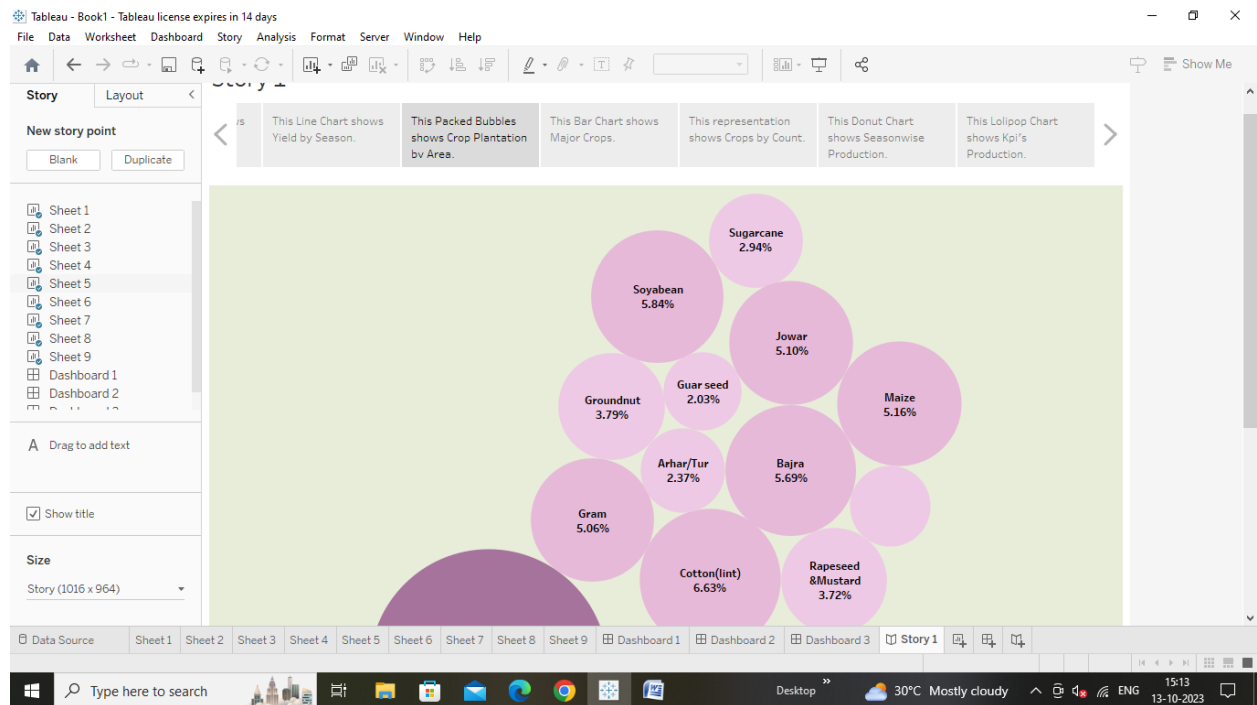 Tableau - Book1 - Tableau license expires in 14 days
File Data Worksheet Dashboard Story Analysis Format Server Window Help
Show Me
Story Layout
Story 1
New story point
Blank Duplicate
This Line Chart shows
Yield by Season.
This Packed Bubbles
shows Crop Plantation
by Area.
This Bar Chart shows
Major Crops.
This representation
shows Crops by Count.
This Donut Chart
shows Seasonwise
Production.
This Lolipop Chart
shows Kpi's
Production.
Sheet 1
Sheet 2
Sheet 3
Sheet 4
Sheet 5
Sheet 6
Sheet 7
Sheet 8
Sheet 9
Dashboard 1
Dashboard 2
A Drag to add text
Show title
Size
Story (1016 x 964)
Sugarcane
2.94%
Soyabean
5.84%
Jowar
5.10%
Guar seed
2.03%
Groundnut
3.79%
Maize
5.16%
Arhar/Tur
2.37%
Bajra
5.69%
Gram
5.06%
Cotton(lint)
6.63%
Rapeseed
&Mustard
3.72%
Data Source Sheet 1 Sheet 2 Sheet 3 Sheet 4 Sheet 5 Sheet 6 Sheet 7 Sheet 8 Sheet 9 Dashboard 1 Dashboard 2 Dashboard 3 Story 1
Type here to search
Desktop
30°C Mostly cloudy
ENG
15:13
13-10-2023